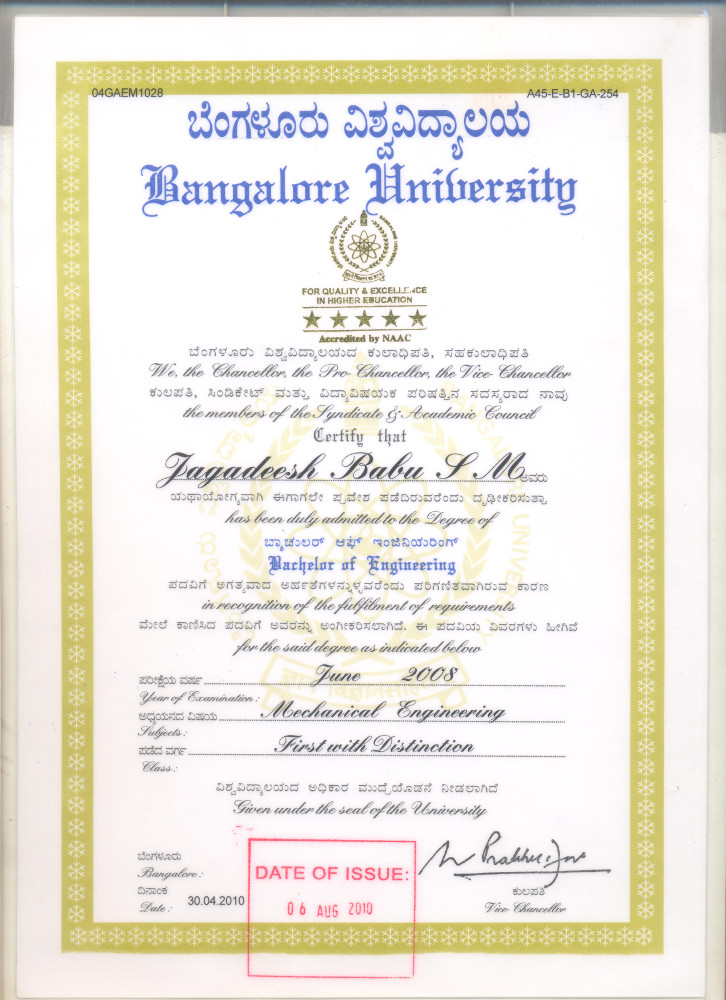 04GAEM1028
A45-E-B1-GA-254
ಬೆಂಗಳೂರು ವಿಶ್ವವಿದ್ಯಾಲಯ
Bangalore University
FOR QUALITY & EXCELLENCE
IN HIGHER EDUCATION
Accredited by NAAC
ಬೆಂಗಳೂರು ವಿಶ್ವವಿದ್ಯಾಲಯದ ಕುಲಾಧಿಪತಿ, ಸಹಕುಲಾಧಿಪತಿ
We, the Chancellor, the Pro-Chancellor, the Vice-Chancellor
ಕುಲಪತಿ, ಸಿಂಡಿಕೇಟ್ ಮತ್ತು ವಿದ್ಯಾವಿಷಯಕ ಪರಿಷತ್ತಿನ ಸದಸ್ಯರಾದ ನಾವು
the members of the Syndicate & Academic Council
Certify that
Jagadeesh Babu S M ಅವರು
ಯಥಾಯೋಗ್ಯವಾಗಿ ಈಗಾಗಲೇ ಪ್ರವೇಶ ಪಡೆದಿರುವರೆಂದು ದೃಢೀಕರಿಸುತ್ತಾ
has been duly admitted to the Degree of
ಬ್ಯಾಚುಲರ್ ಆಫ್ ಇಂಜಿನಿಯರಿಂಗ್
Bachelor of Engineering
ಪದವಿಗೆ ಅಗತ್ಯವಾದ ಅರ್ಹತೆಗಳನ್ನುಳ್ಳವರೆಂದು ಪರಿಗಣಿತವಾಗಿರುವ ಕಾರಣ
in recognition of the fulfilment of requirements
ಮೇಲೆ ಕಾಣಿಸಿದ ಪದವಿಗೆ ಅವರನ್ನು ಅಂಗೀಕರಿಸಲಾಗಿದೆ. ಈ ಪದವಿಯ ವಿವರಗಳು ಹೀಗಿವೆ
for the said degree as indicated below
ಪರೀಕ್ಷೆಯ ವರ್ಷ June 2008
Year of Examination :
ಅಧ್ಯಯನದ ವಿಷಯ Mechanical Engineering
Subjects :
ಪಡೆದ ವರ್ಗ First with Distinction
Class :
ವಿಶ್ವವಿದ್ಯಾಲಯದ ಅಧಿಕಾರ ಮುದ್ರೆಯೊಡನೆ ನೀಡಲಾಗಿದೆ
Given under the seal of the University
ಬೆಂಗಳೂರು
Bangalore :
ದಿನಾಂಕ
Date : 30.04.2010
DATE OF ISSUE:
06 AUG 2010
ಕುಲಪತಿ
Vice-Chancellor